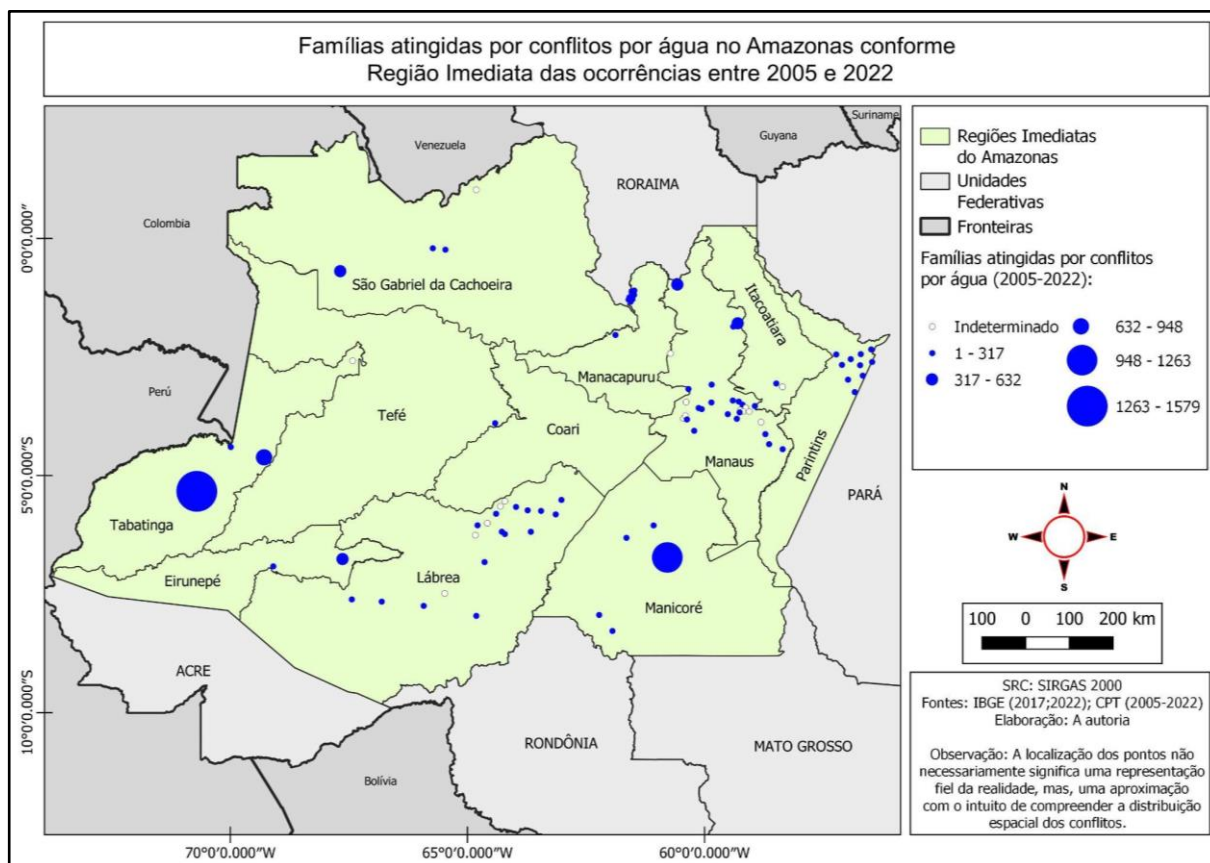 Famílias atingidas por conflitos por água no Amazonas conforme
Região Imediata das ocorrências entre 2005 e 2022
Venezuela
Guyana
Suriname
RORAIMA
Colombia
São Gabriel da Cachoeira
Itacoatiara
Manacapuru
Perú
Tefé
Coari
Manaus
Parintins
PARÁ
Tabatinga
Eirunepé
Lábrea
Manicoré
ACRE
RONDÔNIA
MATO GROSSO
Bolívia
0°0'0.000"
5°0'0.000"S
10°0'0.000"S
70°0'0.000"W
65°0'0.000"W
60°0'0.000"W
Regiões Imediatas
do Amazonas
Unidades
Federativas
Fronteiras
Famílias atingidas por conflitos
por água (2005-2022):
Indeterminado
1 - 317
317 - 632
632 - 948
948 - 1263
1263 - 1579
N
W
E
S
100 0 100 200 km
SRC: SIRGAS 2000
Fontes: IBGE (2017;2022); CPT (2005-2022)
Elaboração: A autoria
Observação: A localização dos pontos não
necessariamente significa uma representação
fiel da realidade, mas, uma aproximação
com o intuito de compreender a distribuição
espacial dos conflitos.